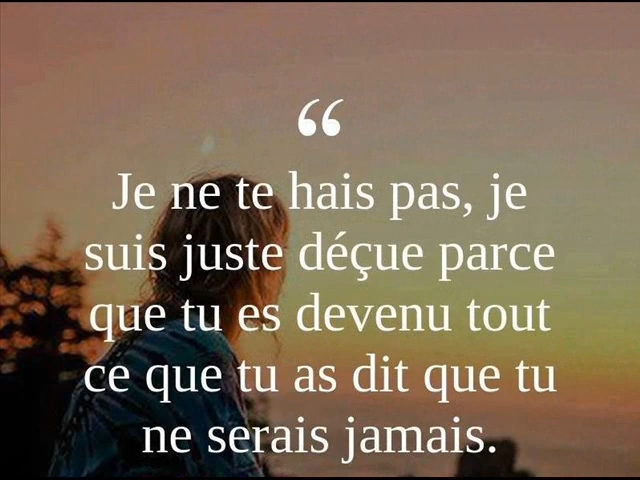 “
Je ne te hais pas, je
suis juste déçue parce
que tu es devenu tout
ce que tu as dit que tu
ne serais jamais.